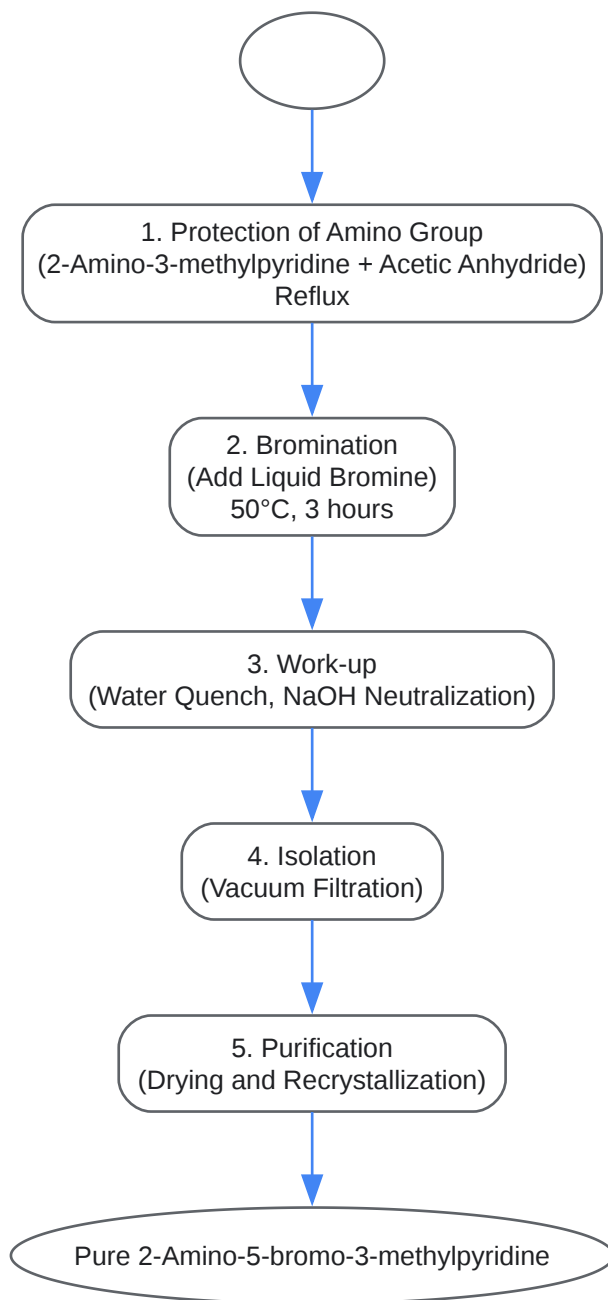 1. Protection of Amino Group
(2-Amino-3-methylpyridine + Acetic Anhydride)
Reflux
2. Bromination
(Add Liquid Bromine)
50°C, 3 hours
3. Work-up
(Water Quench, NaOH Neutralization)
4. Isolation
(Vacuum Filtration)
5. Purification
(Drying and Recrystallization)
Pure 2-Amino-5-bromo-3-methylpyridine